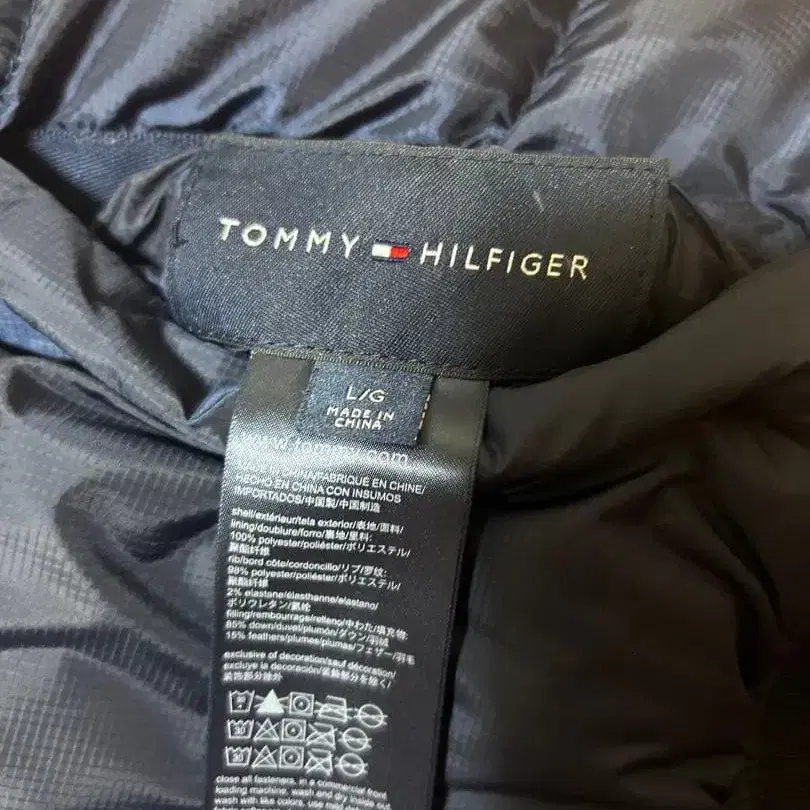 TOMMY HILFIGER
L/G
MADE IN
CHINA
CHINA/FABRIQUE EN CHINE/
HECHO EN CHINA CON INSUMOS
IMPORTADOS/中国製/中国制造
shell/extérieur/tela exterior/表地/面料/
lining/doublure/forro/裏地/里料:
100% polyester/poliéster/ポリエステル/
聚酯纤维
rib/bord côte/cordoncillo/リブ/罗纹:
98% polyester/poliéster/ポリエステル/
聚酯纤维
2% elastane/élasthanne/elastano/
ポリウレタン/氨纶
filling/rembourrage/relleno/中わた/填充物:
85% down/duvet/plumón/ダウン/羽绒
15% feathers/plumes/plumas/フェザー/羽毛
exclusive of decoration/sauf décoration/
excluye la decoración/装飾部分を除く/
装饰部分除外
close all fasteners, in a commercial front
loading machine, wash and dry inside out
wash with like colors, use mild